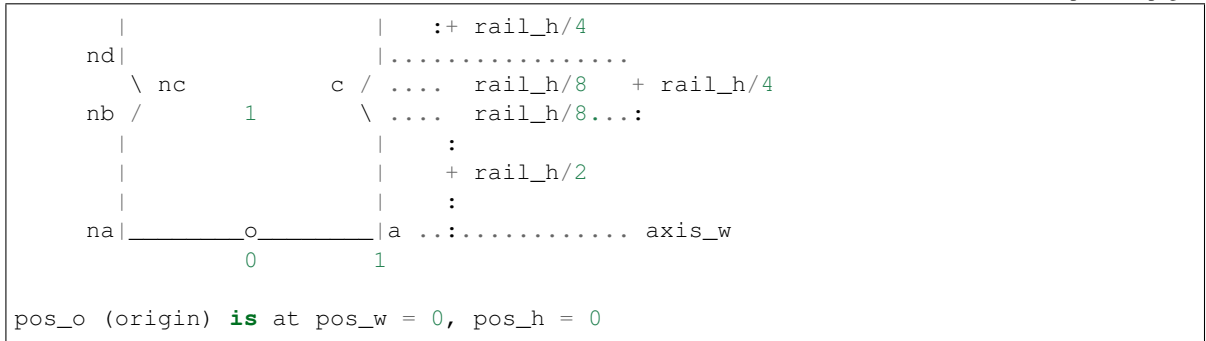 |                    |   :+ rail_h/4
nd|                    |.................
\ nc            c / ....  rail_h/8   + rail_h/4
nb /        1         \ ....  rail_h/8...:
|                    |    :
|                    |    + rail_h/2
|                    |    :
na|________o________|a ..:............ axis_w
0          1
pos_o (origin) is at pos_w = 0, pos_h = 0